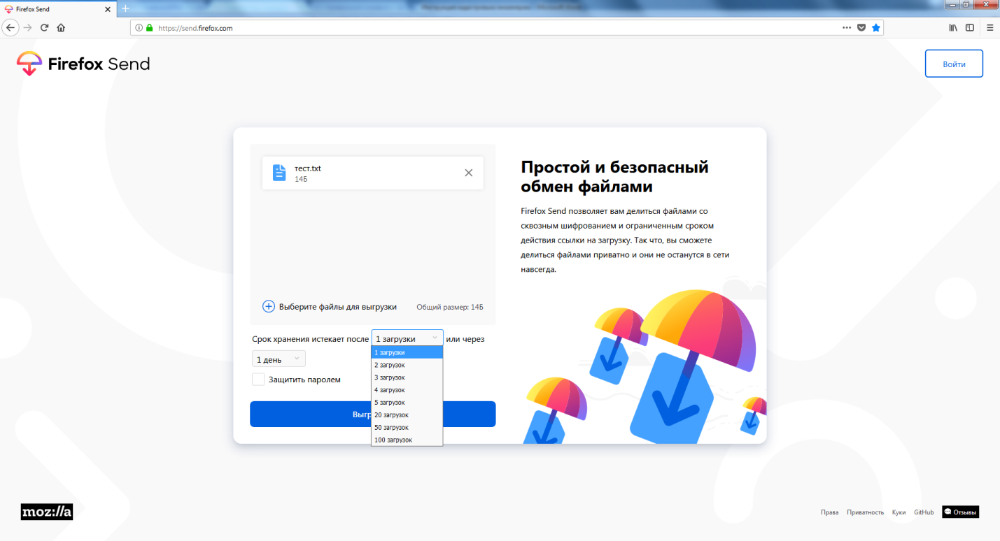 Firefox Send
https://send.firefox.com
Firefox Send
Войти
тест.txt
14Б
Выберите файлы для выгрузки
Общий размер: 14Б
Срок хранения истекает после 1 загрузки или через
1 загрузки
2 загрузок
3 загрузок
4 загрузок
5 загрузок
20 загрузок
50 загрузок
100 загрузок
1 день
Защитить паролем
Простой и безопасный
обмен файлами
Firefox Send позволяет вам делиться файлами со
сквозным шифрованием и ограниченным сроком
действия ссылки на загрузку. Так что, вы сможете
делиться файлами приватно и они не останутся в сети
навсегда.
moz://a
Права Приватность Куки GitHub Отзывы